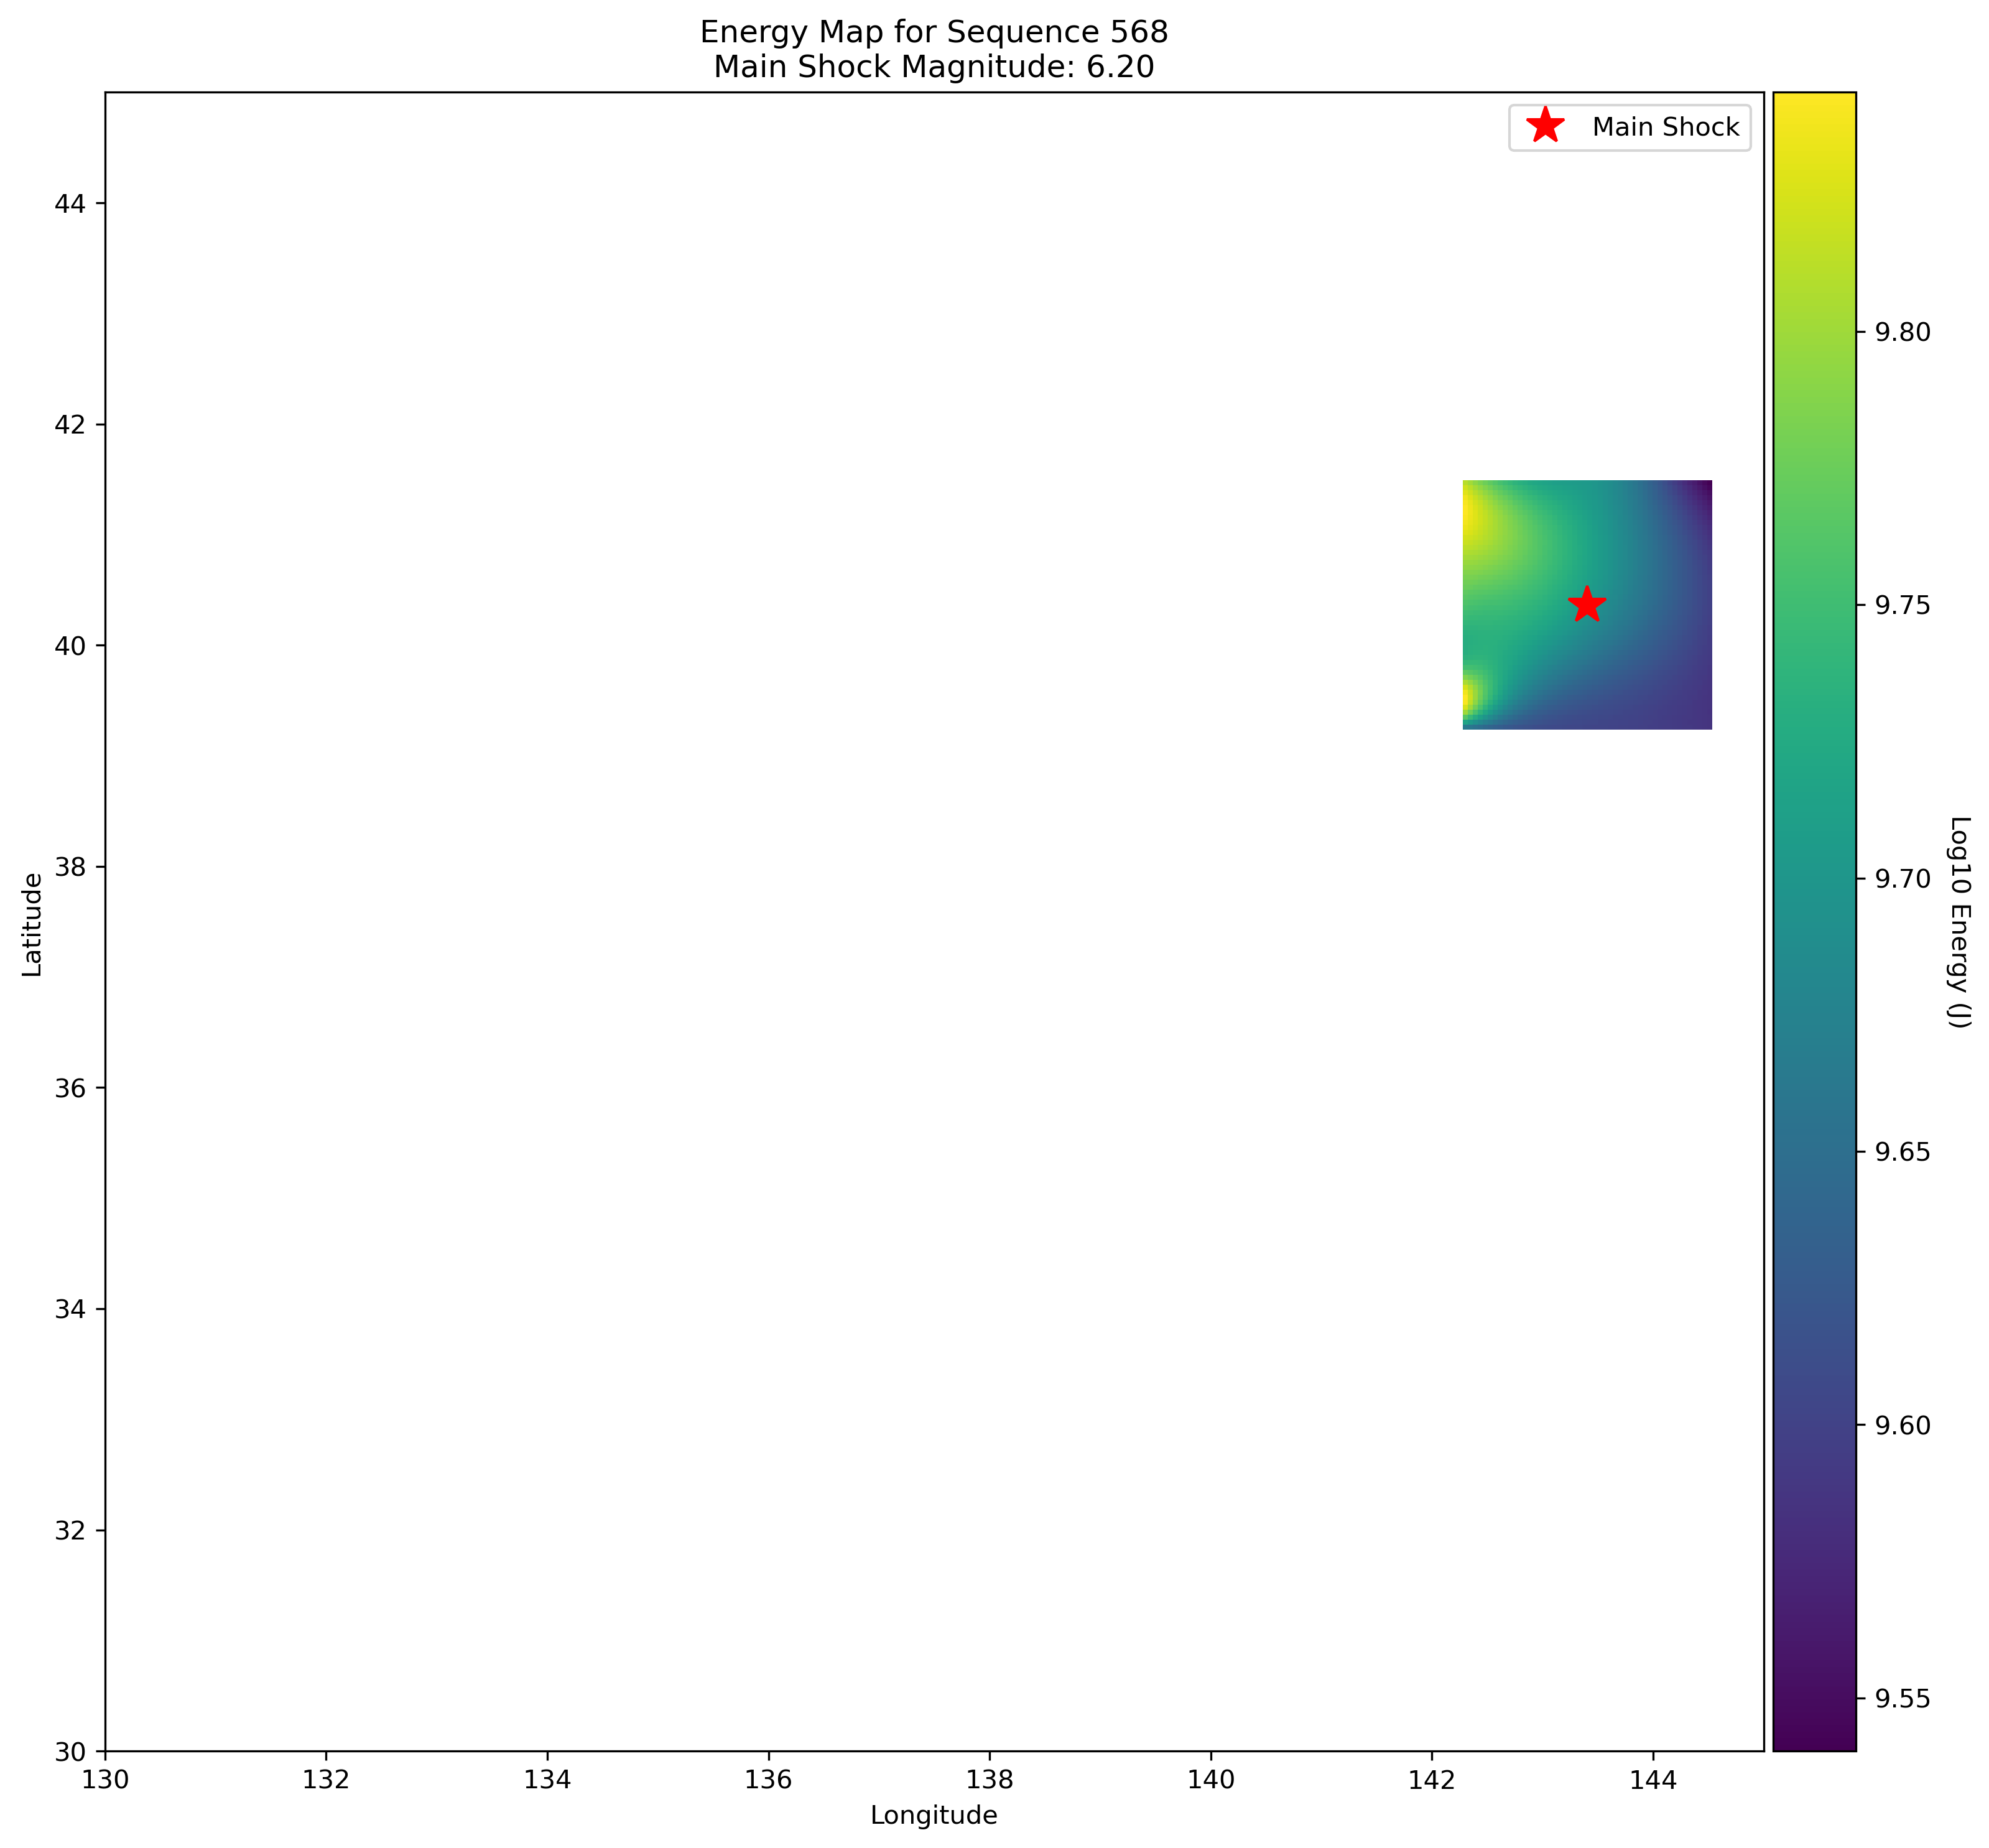 Energy Map for Sequence 568
Main Shock Magnitude: 6.20
Main Shock
44
42
40
38
36
34
32
30
Latitude
130 132 134 136 138 140 142 144
Longitude
9.80
9.75
9.70
9.65
9.60
9.55
Log10 Energy (J)